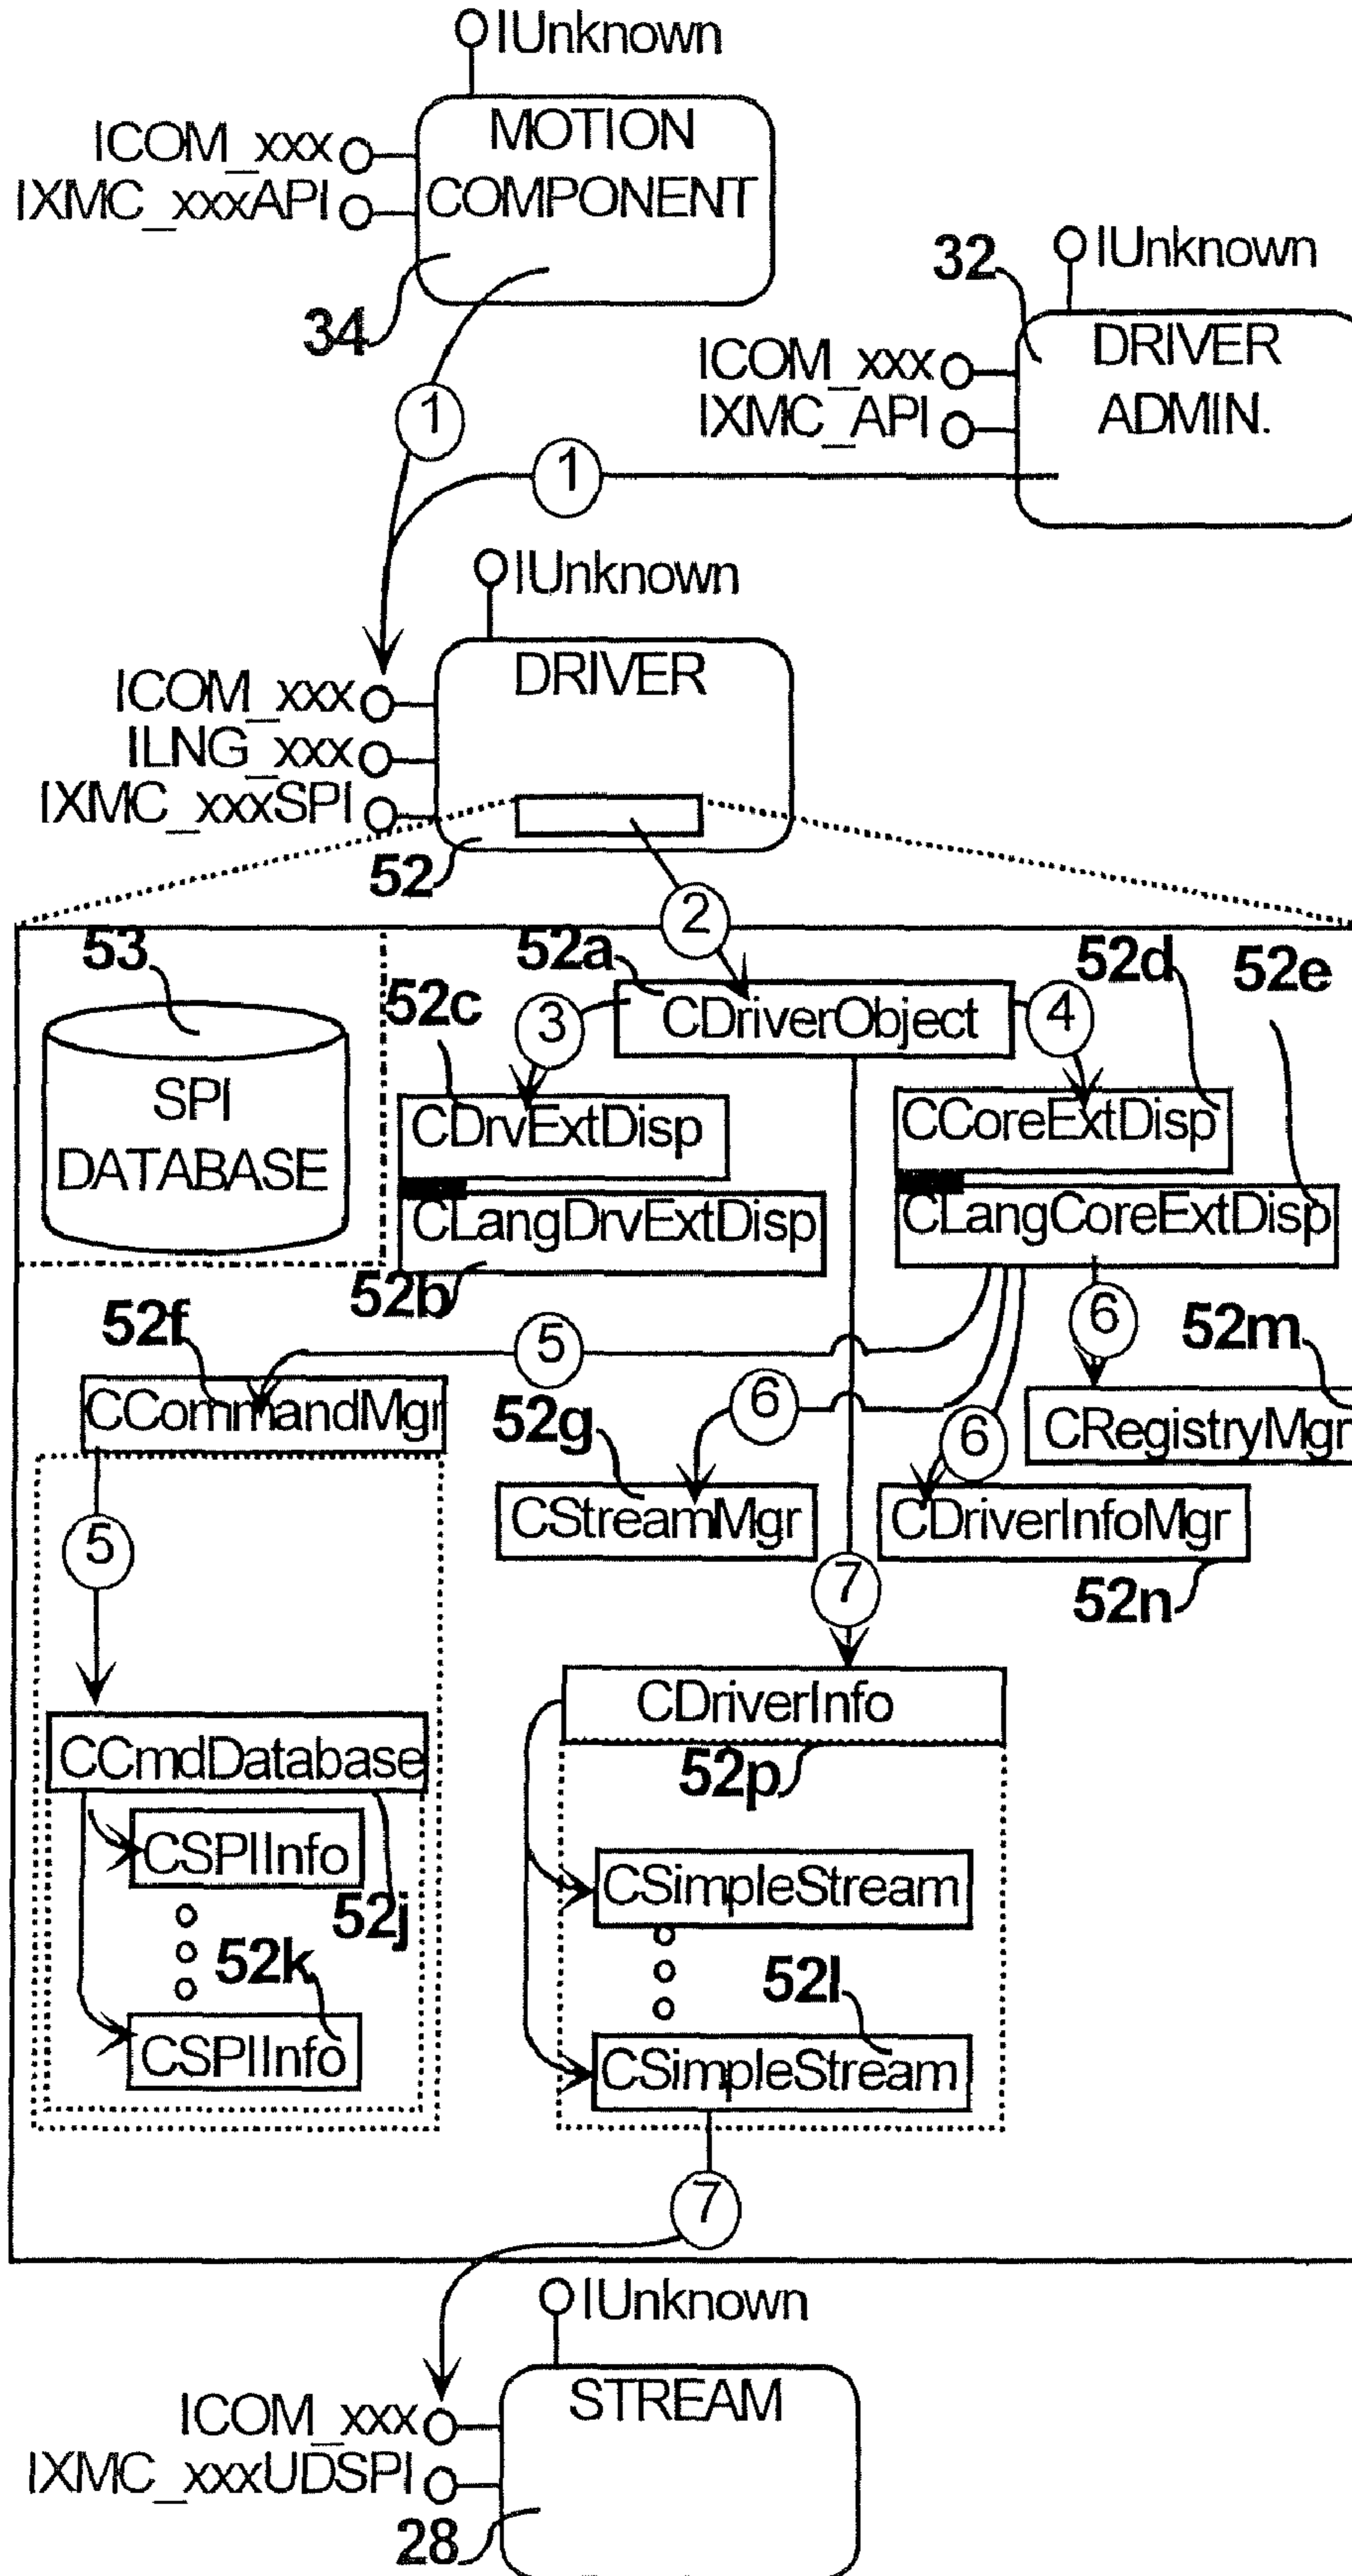 IUnknown
ICOM_xxx
IXMC_xxxAPI
MOTION
COMPONENT
34
32
IUnknown
ICOM_xxx
IXMC_API
DRIVER
ADMIN.
1
1
IUnknown
ICOM_xxx
ILNG_xxx
IXMC_xxxSPI
DRIVER
52
2
53
SPI
DATABASE
52a
52c
52d
52e
CDriverObject
3
4
CDrvExtDisp
CCoreExtDisp
CLangDrvExtDisp
CLangCoreExtDisp
52b
52f
5
6
52m
CCommandMgr
6
52g
6
CRegistryMgr
CStreamMgr
CDriverInfoMgr
5
7
52n
CDriverInfo
CCmdDatabase
52p
CSPIInfo
52j
CSimpleStream
52k
52l
CSPIInfo
CSimpleStream
7
IUnknown
ICOM_xxx
IXMC_xxxUDSPI
STREAM
28